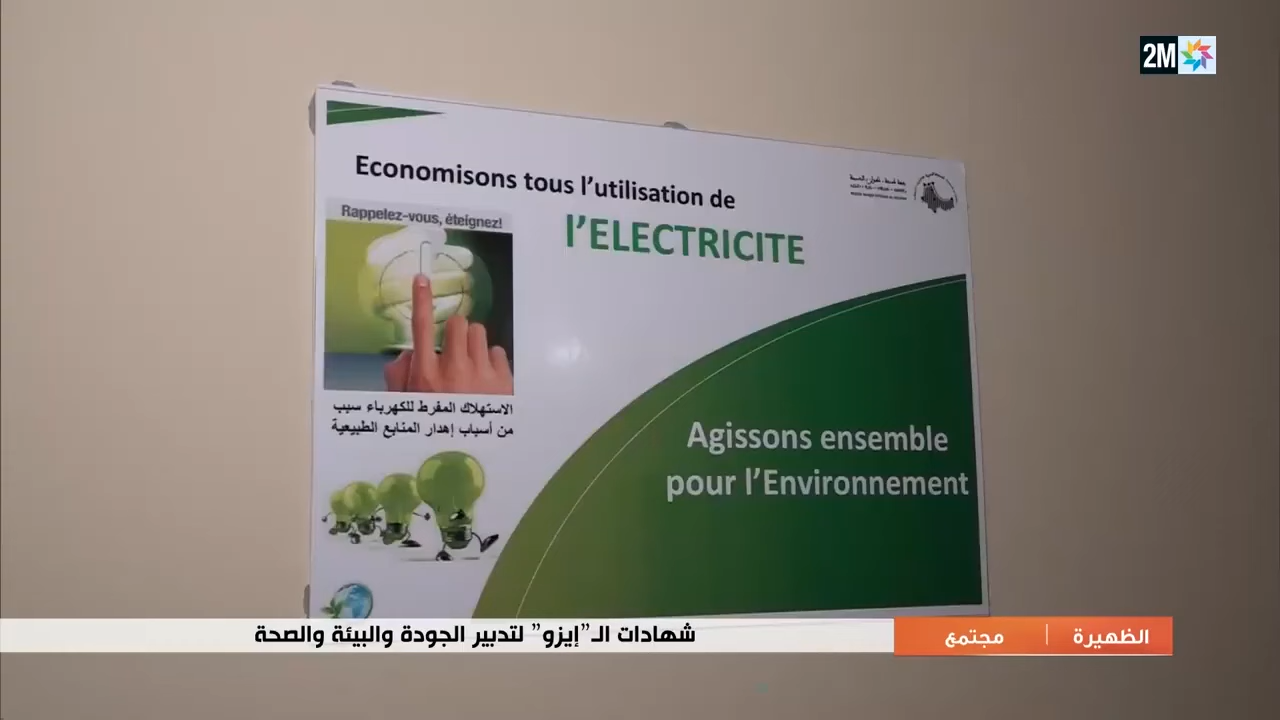 2M
Economisons tous l'utilisation de
l'ELECTRICITE
Rappelez-vous, éteignez!
الاستهلاك المفرط للكهرباء سبب
من أسباب إهدار المنابع الطبيعية
Agissons ensemble
pour l'Environnement
الظهيرة | مجتمع
شهادات الـ"إيزو" لتدبير الجودة والبيئة والصحة